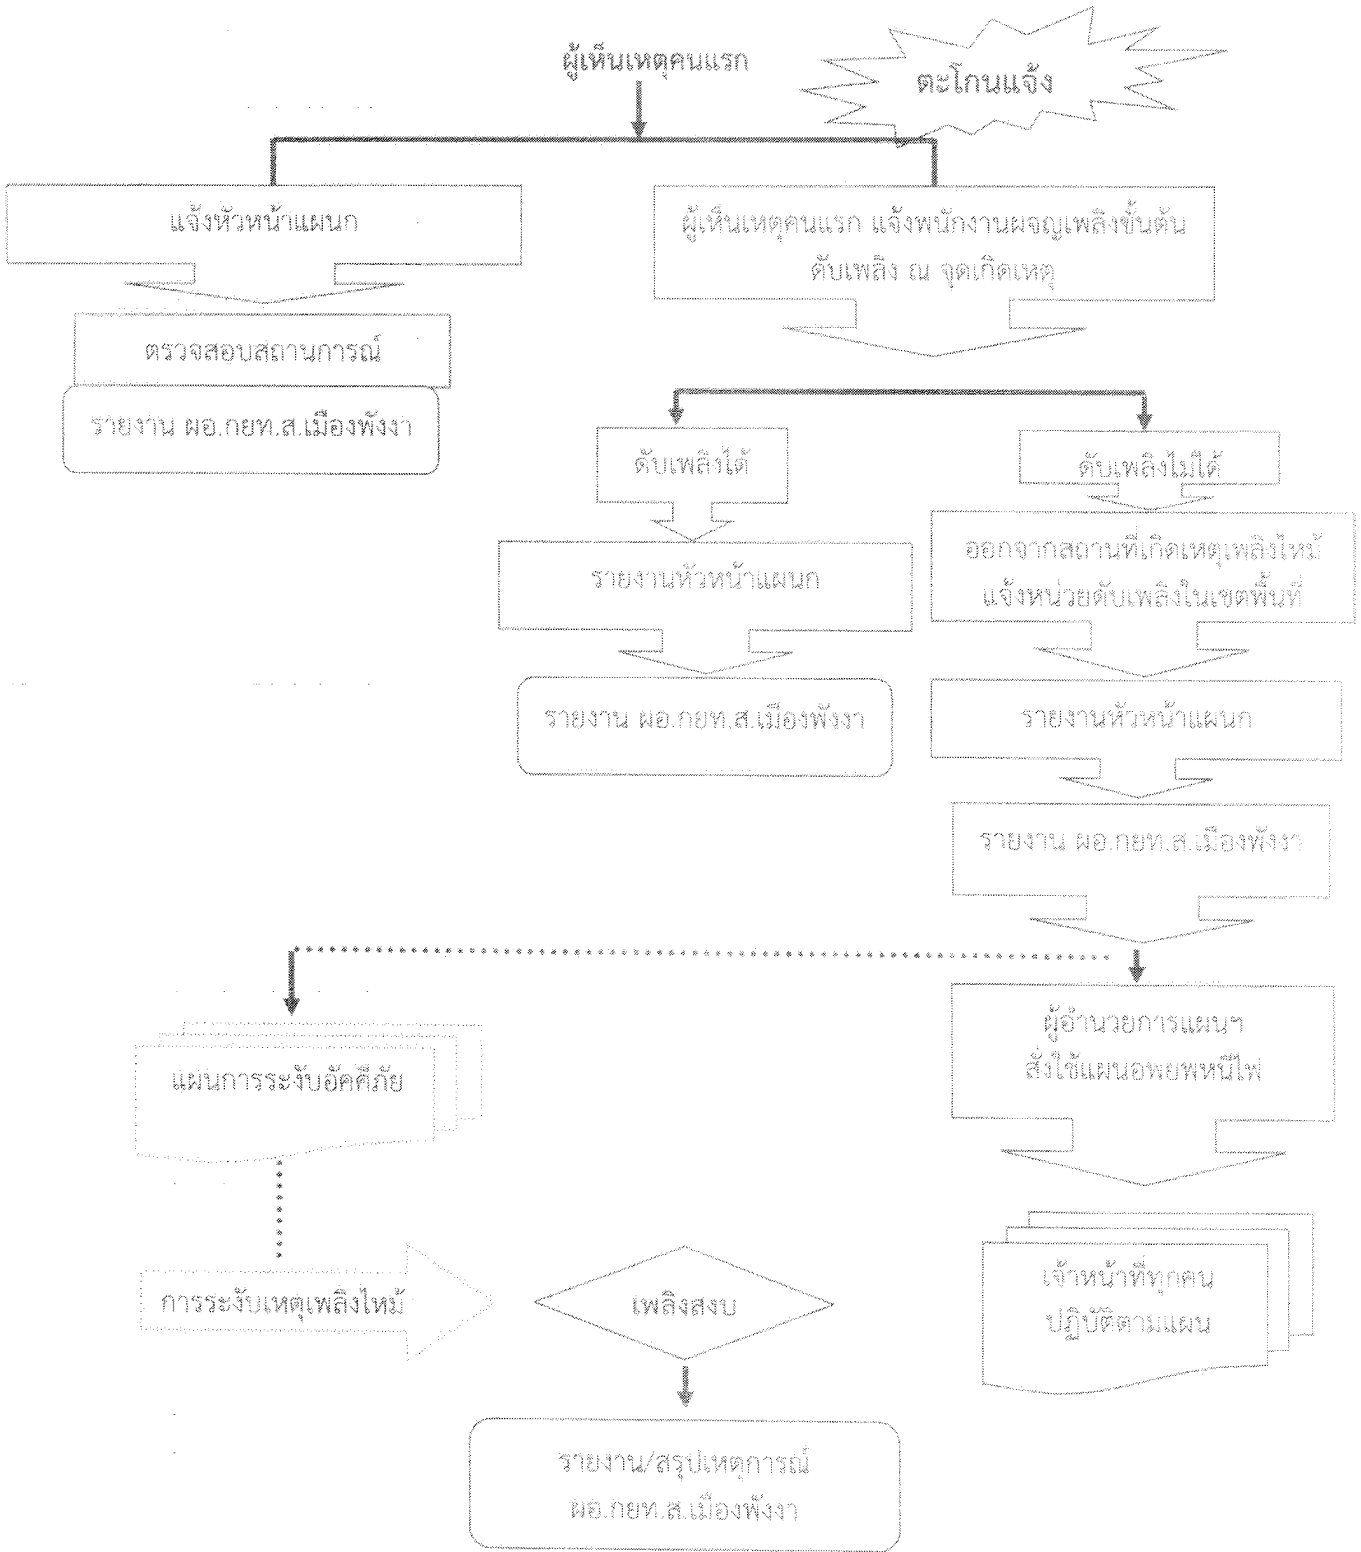 ผู้เห็นเหตุคนแรก
ตะโกนแจ้ง
แจ้งหัวหน้าแผนก
ผู้เห็นเหตุคนแรก แจ้งพนักงานผจญเพลิงขั้นต้น
ดับเพลิง ณ จุดเกิดเหตุ
ตรวจสอบสถานการณ์
รายงาน ผอ.กยท.ส.เมืองพังงา
ดับเพลิงได้
ดับเพลิงไม่ได้
รายงานหัวหน้าแผนก
ออกจากสถานที่เกิดเหตุเพลิงไหม้
แจ้งหน่วยดับเพลิงในเขตพื้นที่
รายงาน ผอ.กยท.ส.เมืองพังงา
รายงานหัวหน้าแผนก
รายงาน ผอ.กยท.ส.เมืองพังงา
ผู้อำนวยการแผนฯ
สั่งใช้แผนอพยพหนีไฟ
แผนการระงับอัคคีภัย
เจ้าหน้าที่ทุกคน
ปฏิบัติตามแผน
การระงับเหตุเพลิงไหม้
เพลิงสงบ
รายงาน/สรุปเหตุการณ์
ผอ.กยท.ส.เมืองพังงา